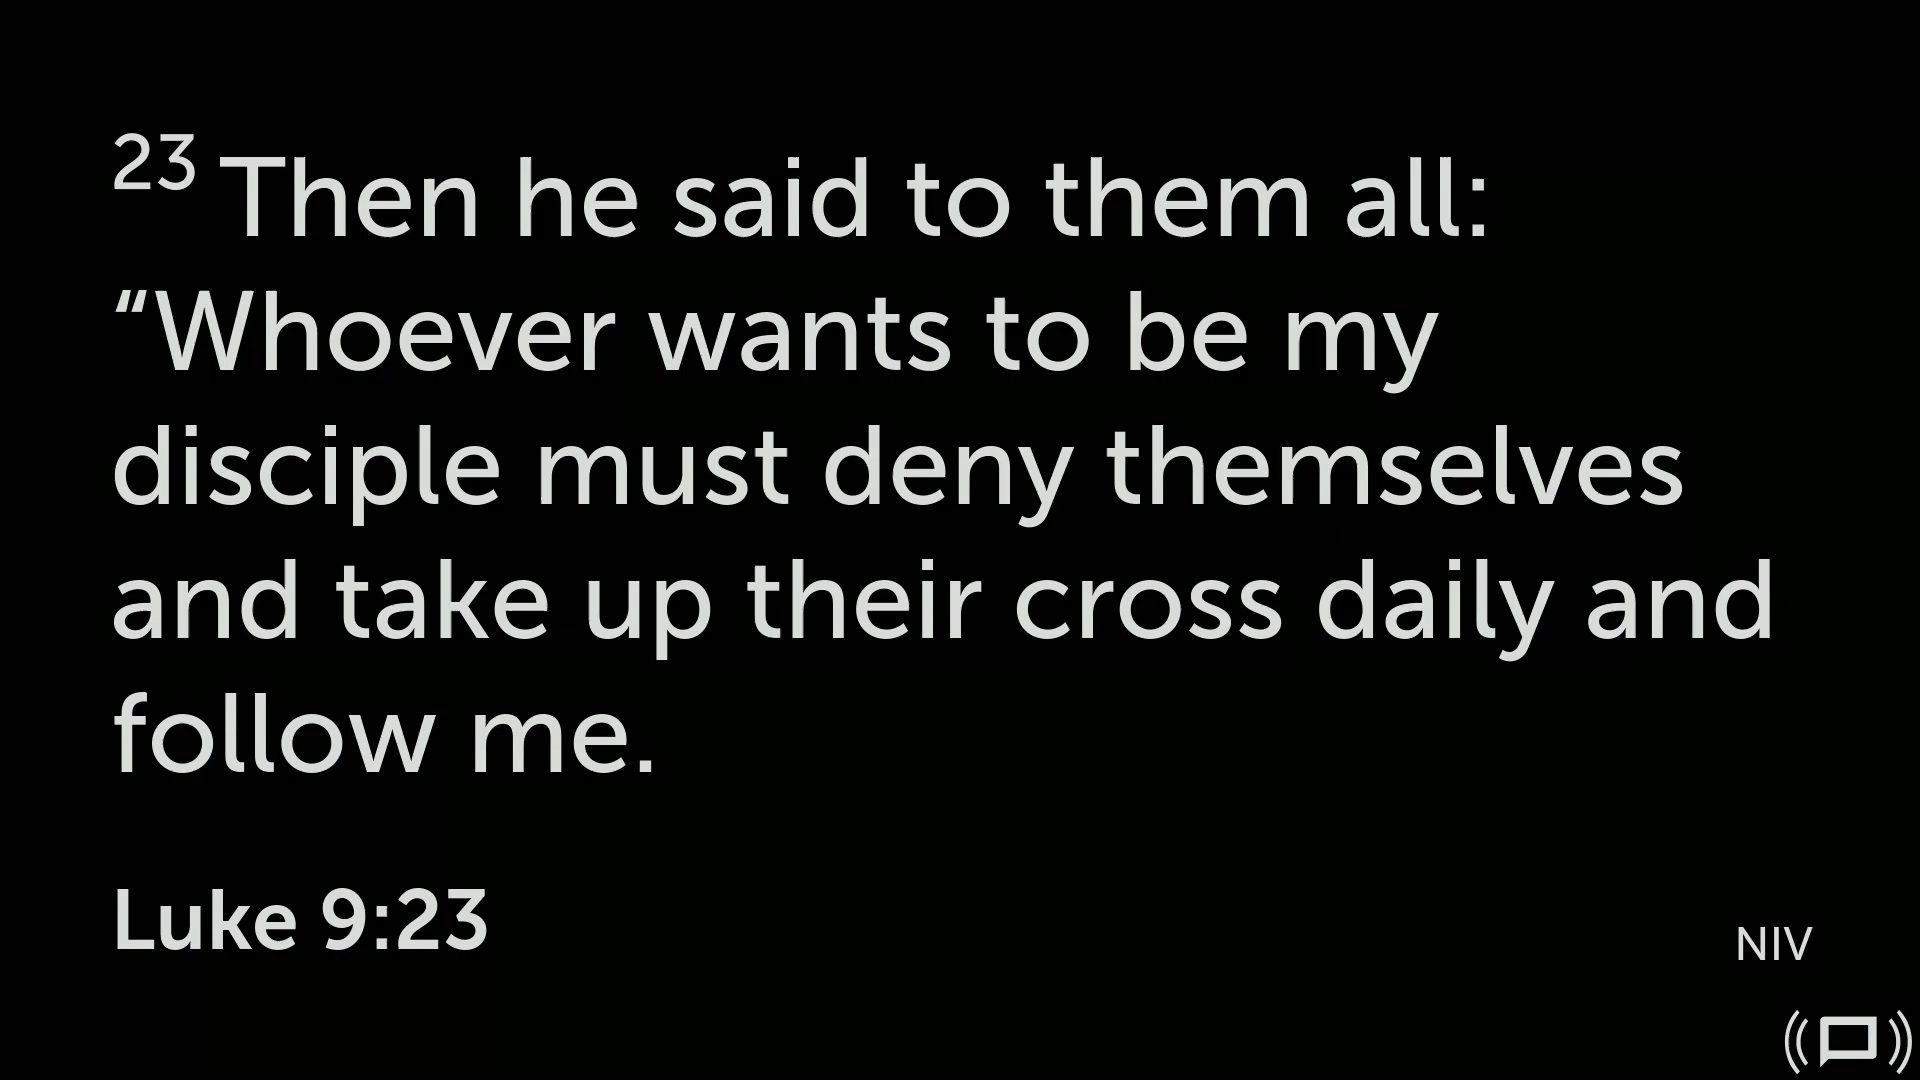 23 Then he said to them all:
“Whoever wants to be my
disciple must deny themselves
and take up their cross daily and
follow me.
Luke 9:23
NIV